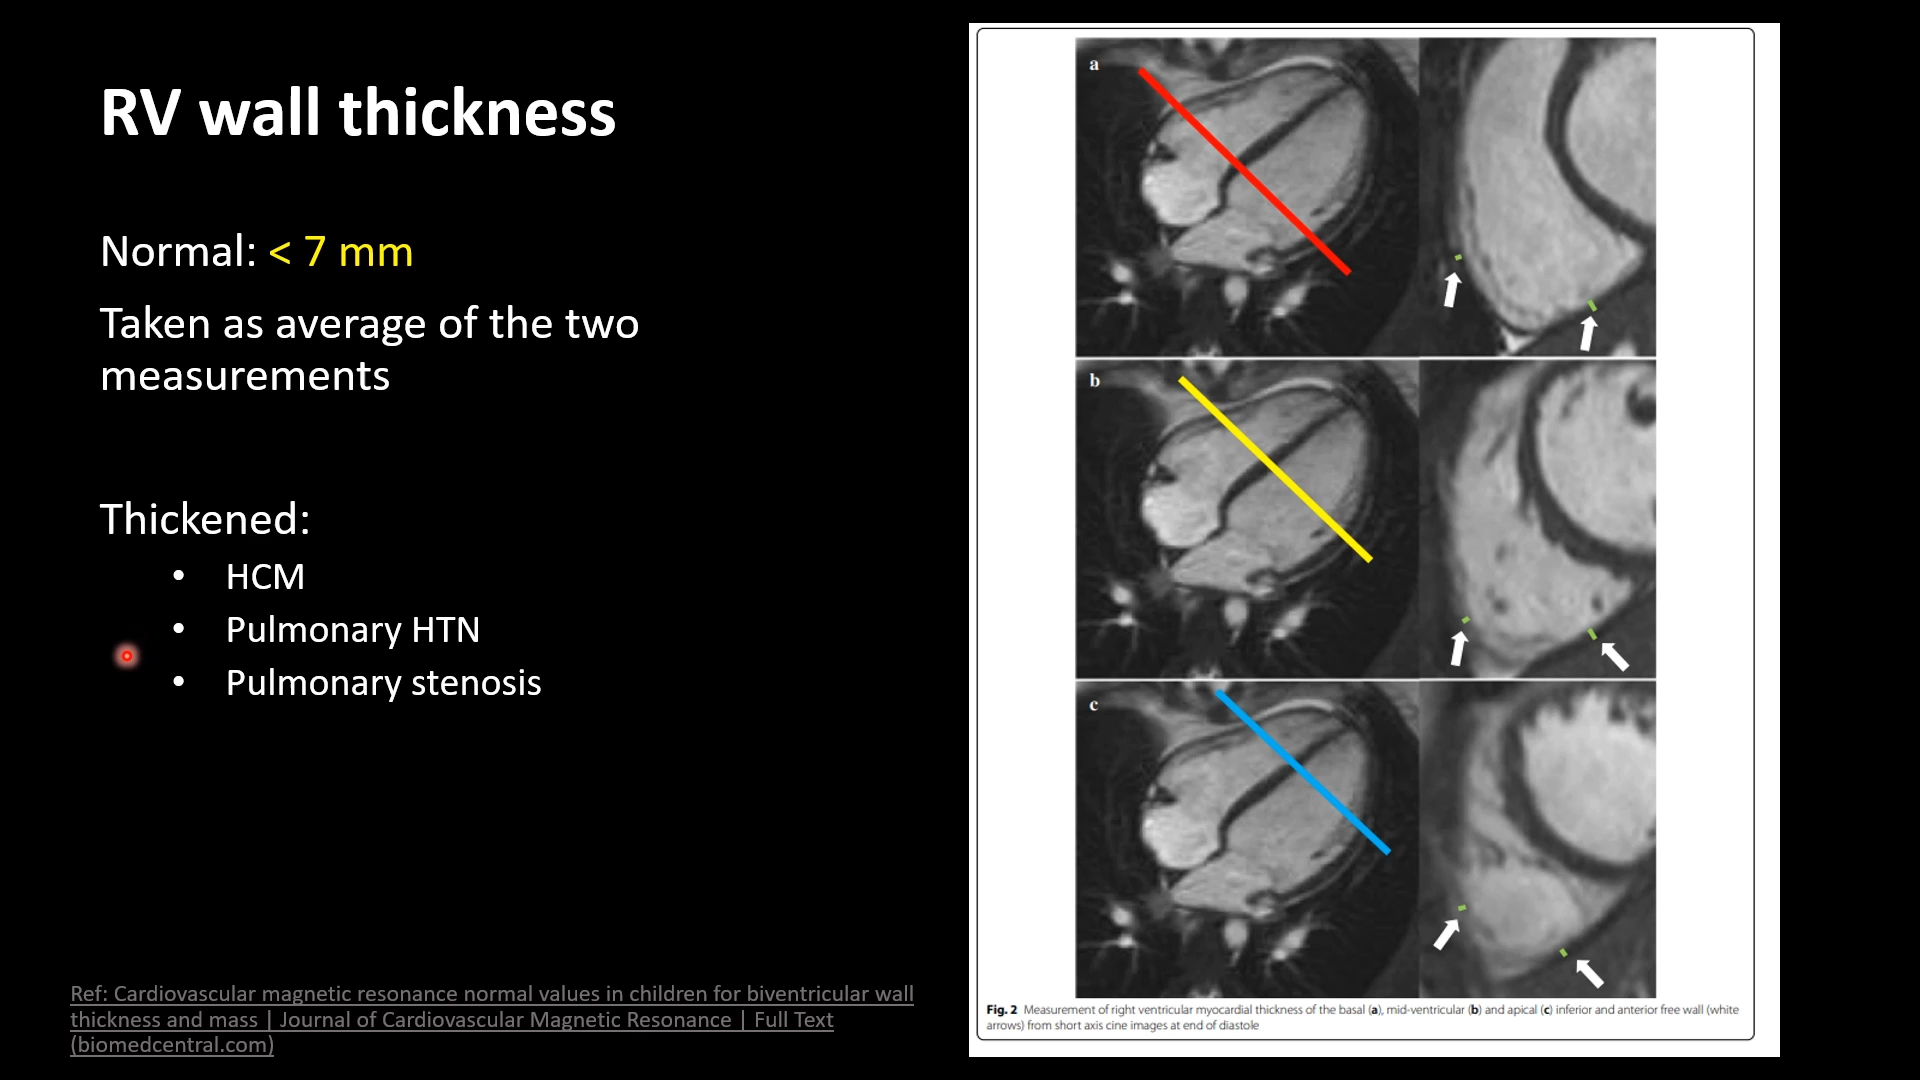 RV wall thickness
Normal: < 7 mm
Taken as average of the two
measurements
Thickened:
• HCM
• Pulmonary HTN
• Pulmonary stenosis
Ref: Cardiovascular magnetic resonance normal values in children for biventricular wall
thickness and mass | Journal of Cardiovascular Magnetic Resonance | Full Text
(biomedcentral.com)
a
b
c
Fig. 2 Measurement of right ventricular myocardial thickness of the basal (a), mid-ventricular (b) and apical (c) inferior and anterior free wall (white
arrows) from short axis cine images at end of diastole